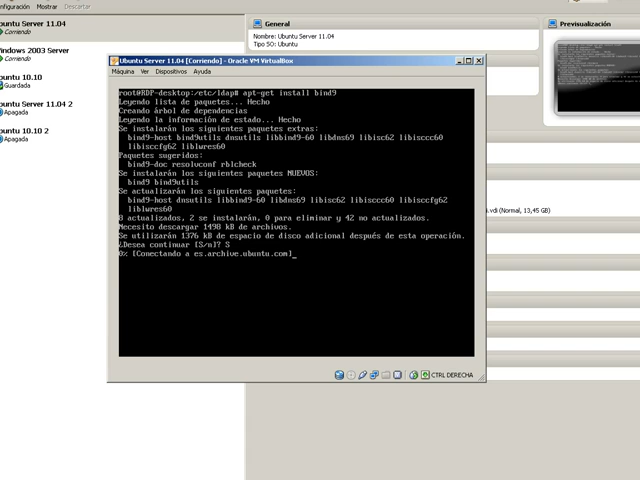 nfiguración Mostrar Descartar
buntu Server 11.04
Corriendo
indows 2003 Server
Corriendo
buntu 10.10
Guardada
buntu Server 11.04 2
Apagada
buntu 10.10 2
Apagada
General
Nombre: Ubuntu Server 11.04
Tipo SO: Ubuntu
Previsualización
.vdi (Normal, 13,45 GB)
Ubuntu Server 11.04 [Corriendo] - Oracle VM VirtualBox
Máquina Ver Dispositivos Ayuda
root@RDP-desktop:/etc/ldap# apt-get install bind9
Leyendo lista de paquetes... Hecho
Creando árbol de dependencias
Leyendo la información de estado... Hecho
Se instalarán los siguientes paquetes extras:
bind9-host bind9utils dnsutils libbind9-60 libdns69 libisc62 libisccc60
libisccfg62 liblwres60
Paquetes sugeridos:
bind9-doc resolvconf rblcheck
Se instalarán los siguientes paquetes NUEVOS:
bind9 bind9utils
Se actualizarán los siguientes paquetes:
bind9-host dnsutils libbind9-60 libdns69 libisc62 libisccc60 libisccfg62
liblwres60
8 actualizados, 2 se instalarán, 0 para eliminar y 42 no actualizados.
Necesito descargar 1498 kB de archivos.
Se utilizarán 1376 kB de espacio de disco adicional después de esta operación.
¿Desea continuar [S/n]? S
0% [Conectando a es.archive.ubuntu.com]_
CTRL DERECHA